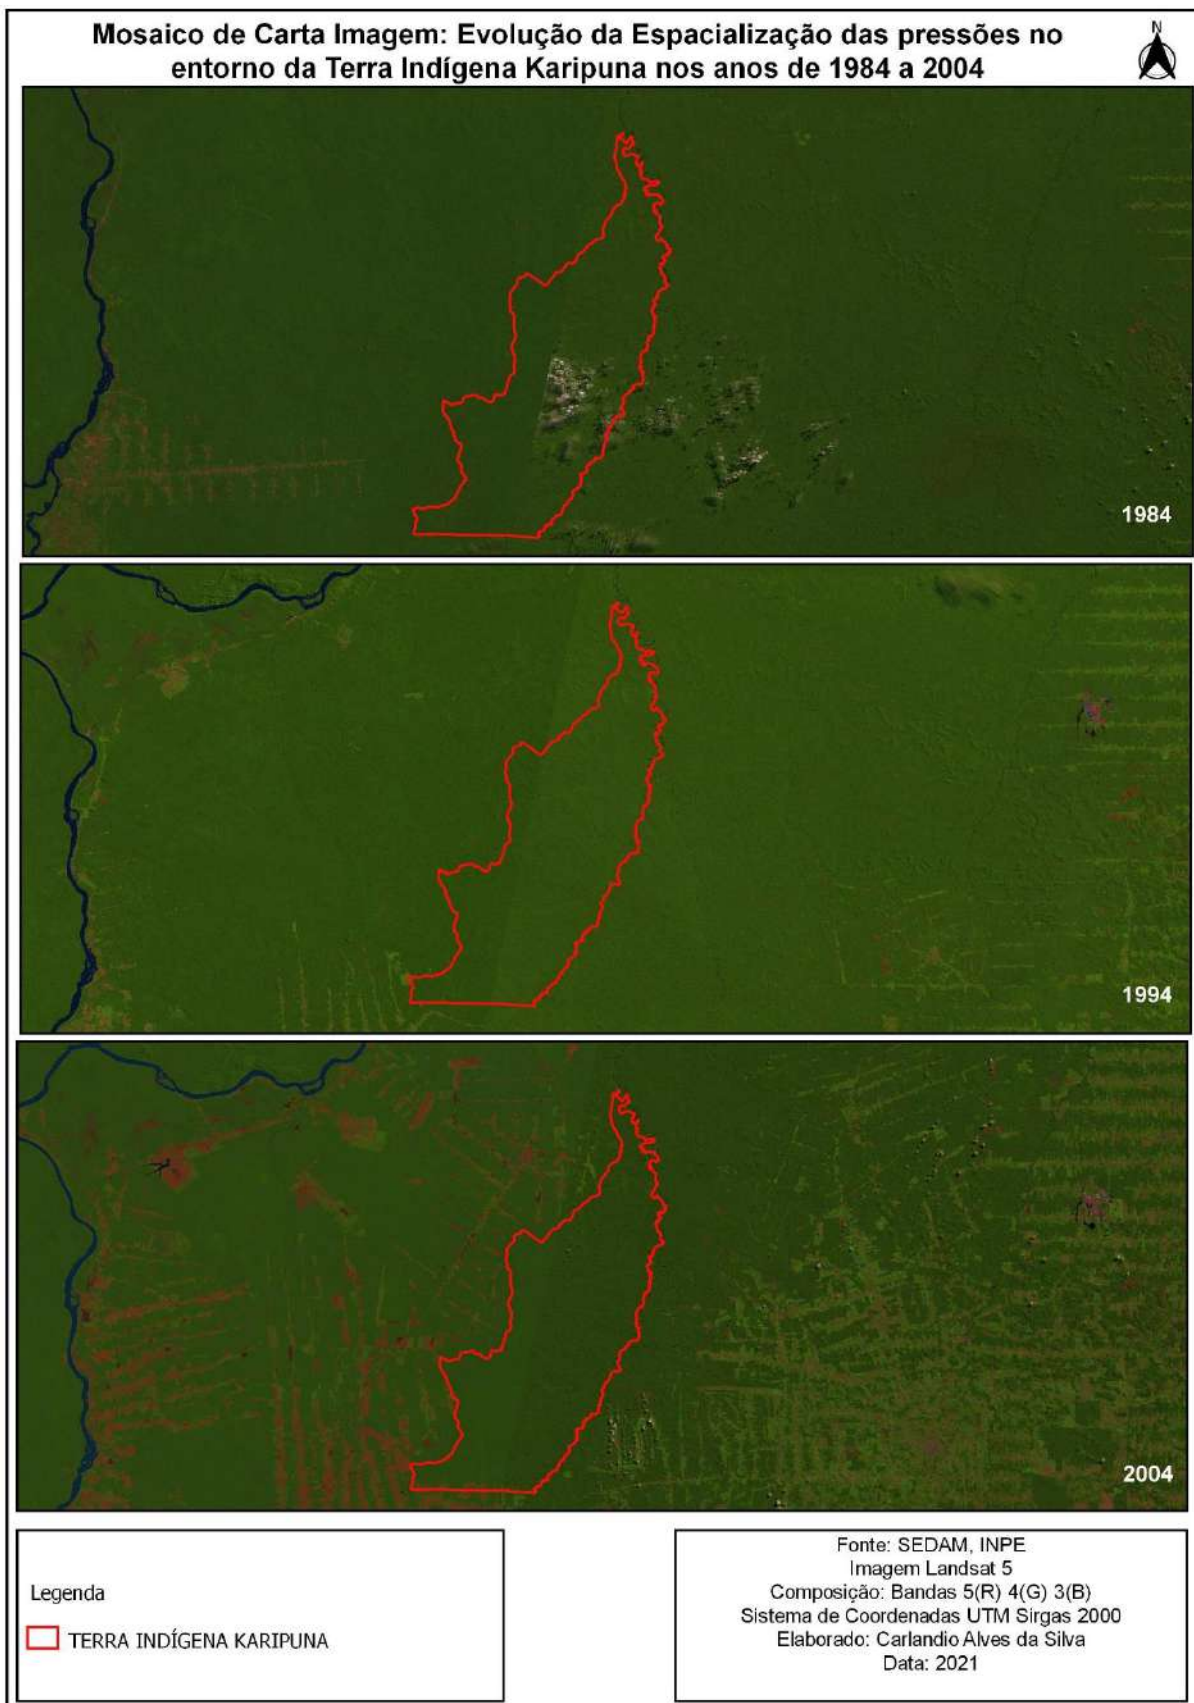 Mosaico de Carta Imagem: Evolução da Espacialização das pressões no
entorno da Terra Indígena Karipuna nos anos de 1984 a 2004
N
1984
1994
2004
Legenda
TERRA INDÍGENA KARIPUNA
Fonte: SEDAM, INPE
Imagem Landsat 5
Composição: Bandas 5(R) 4(G) 3(B)
Sistema de Coordenadas UTM Sirgas 2000
Elaborado: Carlandio Alves da Silva
Data: 2021